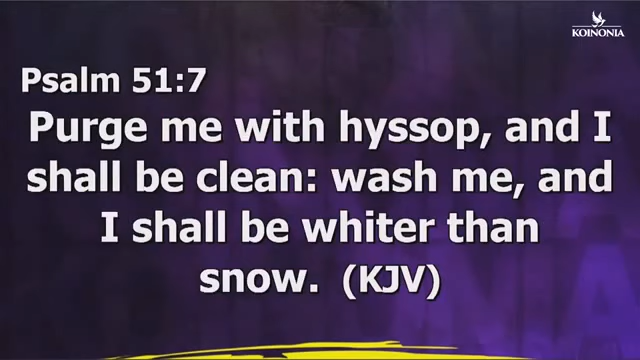 KOINONIA
Psalm 51:7
Purge me with hyssop, and I
shall be clean: wash me, and
I shall be whiter than
snow. (KJV)